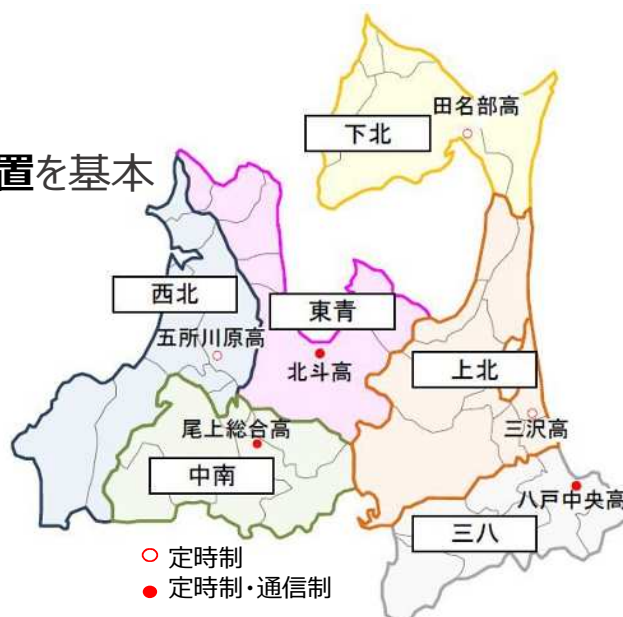 田名部高
下北
置を基本
西北
東青
五所川原高
北斗高
上北
尾上総合高
三沢高
中南
八戸中央高
三八
○ 定時制
● 定時制・通信制